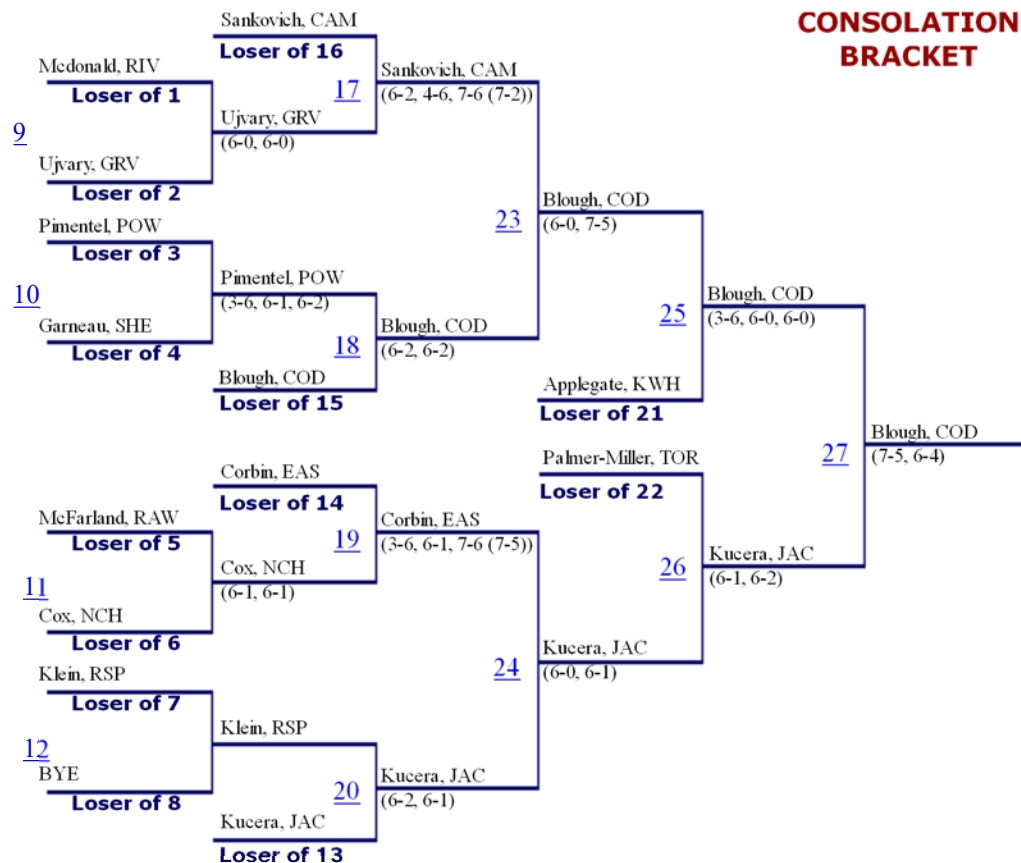 CONSOLATION
BRACKET
Sankovich, CAM
Loser of 16
Mcdonald, RIV
Loser of 1
17
Sankovich, CAM
(6-2, 4-6, 7-6 (7-2))
9
Ujvary, GRV
(6-0, 6-0)
Ujvary, GRV
Loser of 2
23
Blough, COD
(6-0, 7-5)
Pimentel, POW
Loser of 3
10
Pimentel, POW
(3-6, 6-1, 6-2)
Garneau, SHE
Loser of 4
18
Blough, COD
(6-2, 6-2)
25
Blough, COD
(3-6, 6-0, 6-0)
Blough, COD
Loser of 15
Applegate, KWH
Loser of 21
27
Blough, COD
(7-5, 6-4)
Corbin, EAS
Loser of 14
Palmer-Miller, TOR
Loser of 22
McFarland, RAW
Loser of 5
19
Corbin, EAS
(3-6, 6-1, 7-6 (7-5))
11
Cox, NCH
(6-1, 6-1)
26
Kucera, JAC
(6-1, 6-2)
Cox, NCH
Loser of 6
24
Kucera, JAC
(6-0, 6-1)
Klein, RSP
Loser of 7
12
Klein, RSP
BYE
Loser of 8
20
Kucera, JAC
(6-2, 6-1)
Kucera, JAC
Loser of 13